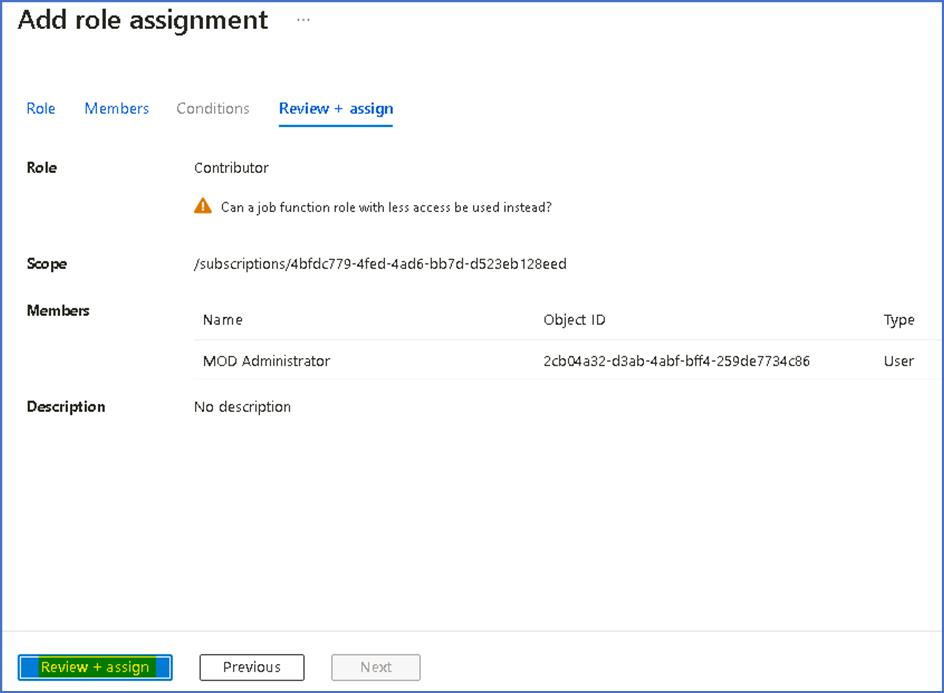 Add role assignment ...
Role Members Conditions Review + assign
Role Contributor
Can a job function role with less access be used instead?
Scope /subscriptions/4bfdc779-4fed-4ad6-bb7d-d523eb128eed
Members
Name Object ID Type
MOD Administrator 2cb04a32-d3ab-4abf-bff4-259de7734c86 User
Description No description
Review + assign Previous Next